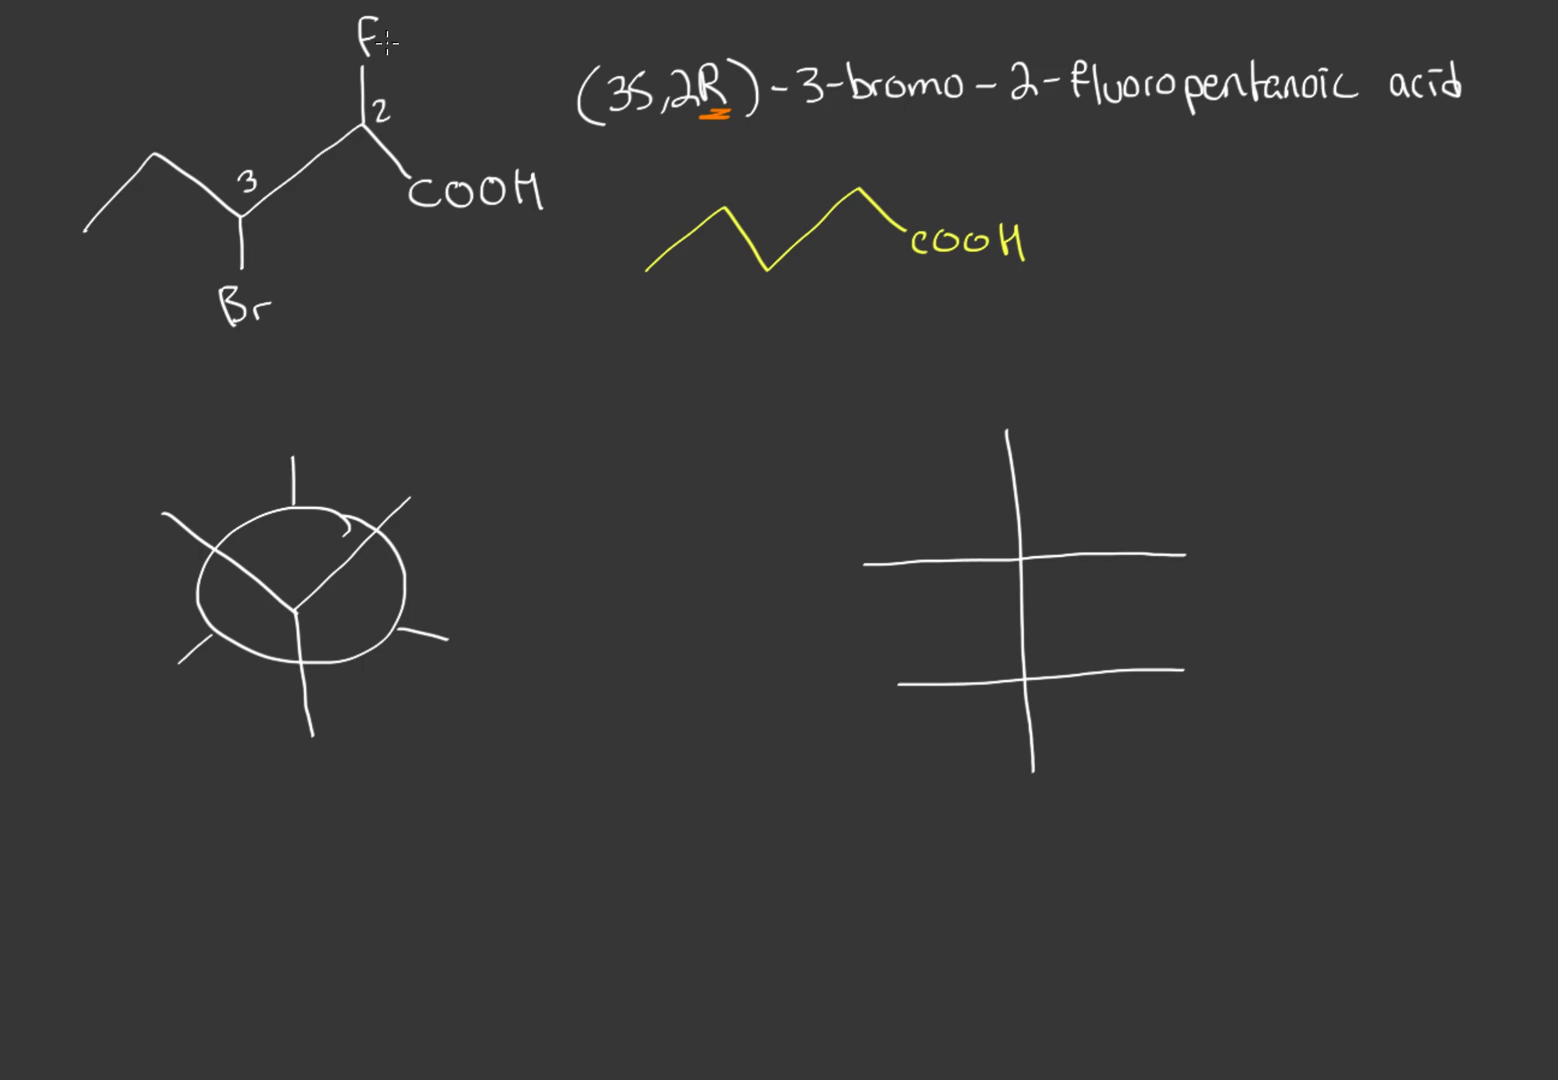 F
(3S,2R)-3-bromo-2-fluoropentanoic acid
2
3
COOH
COOH
Br